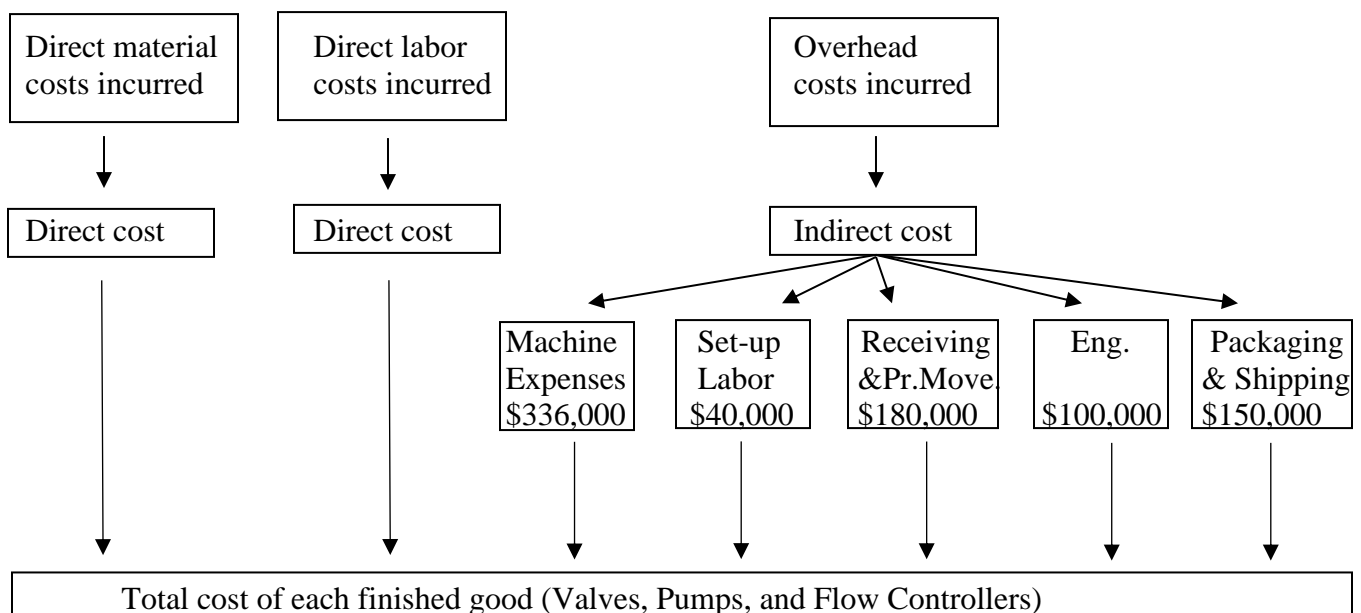 Direct material
costs incurred
Direct labor
costs incurred
Overhead
costs incurred
Direct cost
Direct cost
Indirect cost
Machine
Expenses
$336,000
Set-up
Labor
$40,000
Receiving
&Pr.Move.
$180,000
Eng.
$100,000
Packaging
& Shipping
$150,000
Total cost of each finished good (Valves, Pumps, and Flow Controllers)